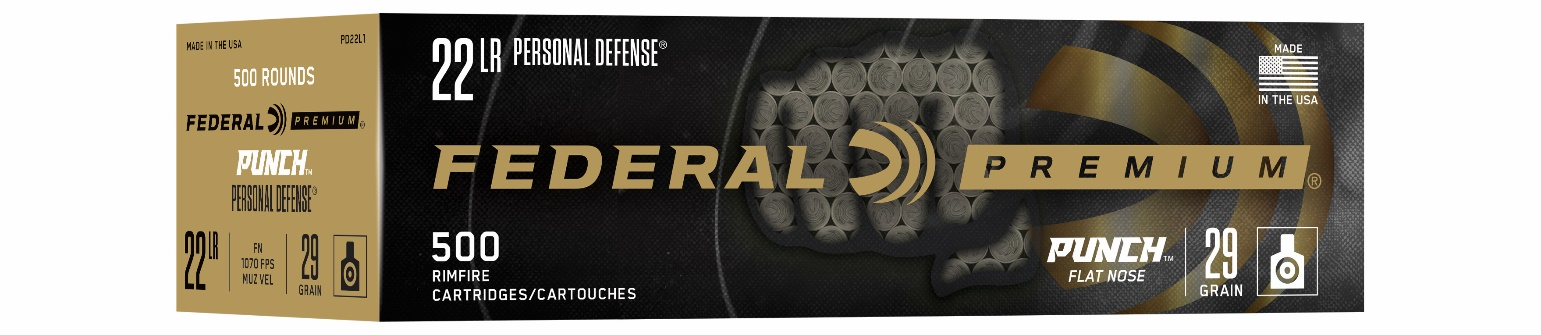 MADE IN THE USA
PD22L1
500 ROUNDS
FEDERAL PREMIUM®
PUNCH™
PERSONAL DEFENSE®
22 LR
FN
1070 FPS
MUZ VEL
29
GRAIN
22 LR PERSONAL DEFENSE®
FEDERAL PREMIUM®
500
RIMFIRE
CARTRIDGES/CARTOUCHES
MADE
IN THE USA
PUNCH™
FLAT NOSE
29
GRAIN